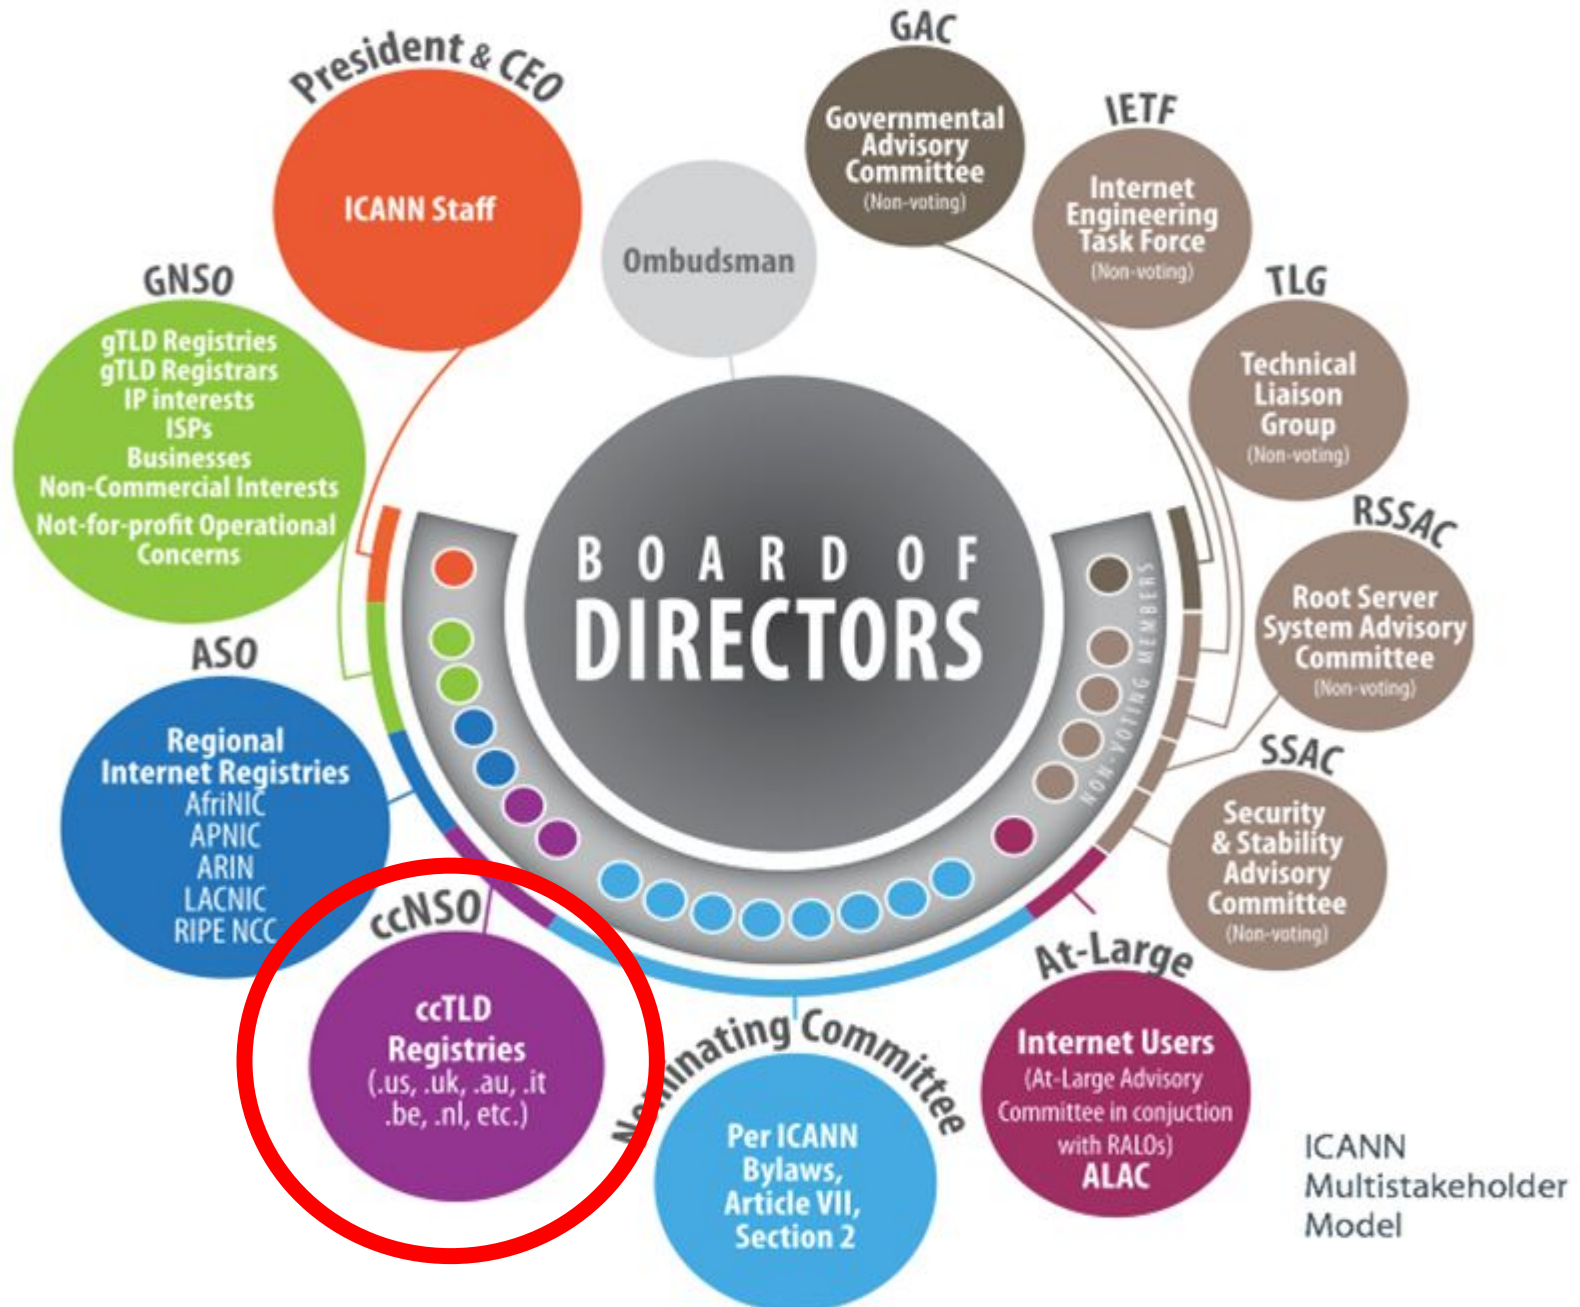 President & CEO
ICANN Staff
Ombudsman
GAC
Governmental
Advisory
Committee
(Non-voting)
IETF
Internet
Engineering
Task Force
(Non-voting)
TLG
Technical
Liaison
Group
(Non-voting)
RSSAC
Root Server
System Advisory
Committee
(Non-voting)
SSAC
Security
& Stability
Advisory
Committee
(Non-voting)
GNSO
gTLD Registries
gTLD Registrars
IP interests
ISPs
Businesses
Non-Commercial Interests
Not-for-profit Operational
Concerns
BOARD OF
DIRECTORS
NON-VOTING MEMBERS
ASO
Regional
Internet Registries
AfriNIC
APNIC
ARIN
LACNIC
RIPE NCC
ccNSO
ccTLD
Registries
(.us, .uk, .au, .it
.be, .nl, etc.)
Nominating Committee
Per ICANN
Bylaws,
Article VII,
Section 2
At-Large
Internet Users
(At-Large Advisory
Committee in conjuction
with RALOs)
ALAC
ICANN
Multistakeholder
Model